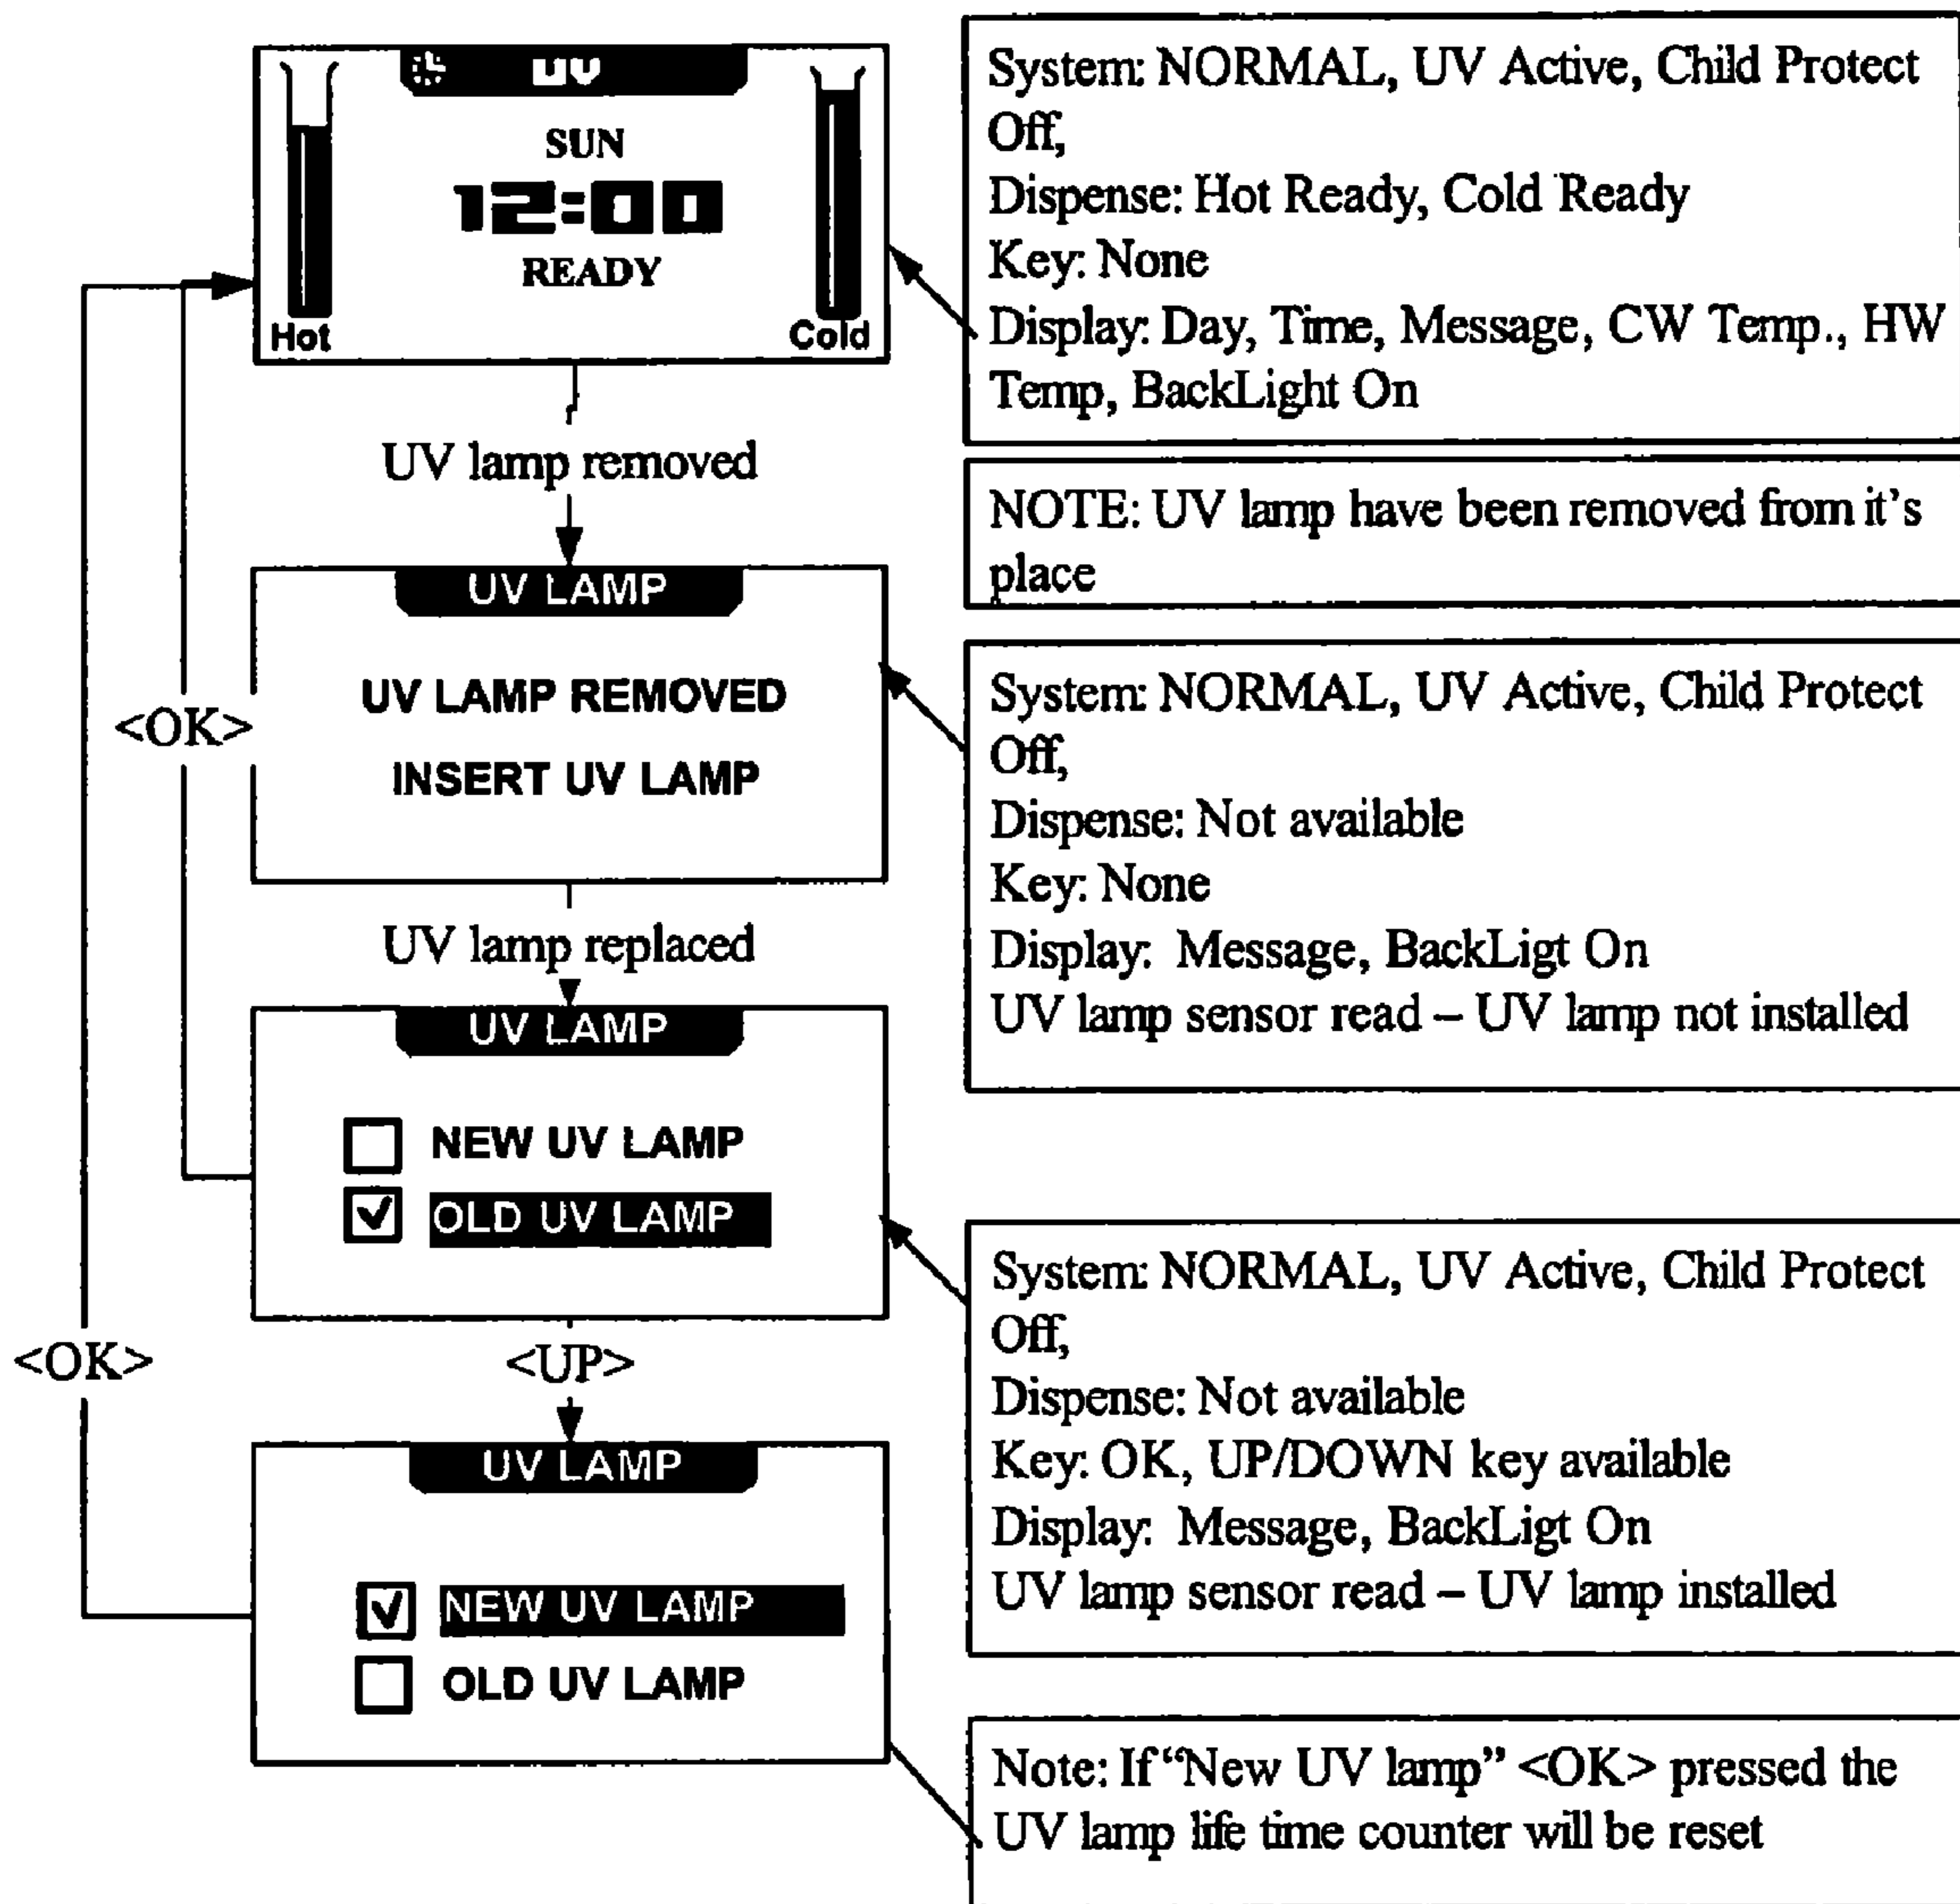 UV
SUN
12:00
READY
Hot
Cold
System: NORMAL, UV Active, Child Protect
Off,
Dispense: Hot Ready, Cold Ready
Key: None
Display: Day, Time, Message, CW Temp., HW
Temp, BackLight On
UV lamp removed
NOTE: UV lamp have been removed from it's
place
UV LAMP
UV LAMP REMOVED
INSERT UV LAMP
<OK>
System: NORMAL, UV Active, Child Protect
Off,
Dispense: Not available
Key: None
Display: Message, BackLigt On
UV lamp sensor read – UV lamp not installed
UV lamp replaced
UV LAMP
NEW UV LAMP
OLD UV LAMP
System: NORMAL, UV Active, Child Protect
Off,
Dispense: Not available
Key: OK, UP/DOWN key available
Display: Message, BackLigt On
UV lamp sensor read – UV lamp installed
<OK>
<UP>
UV LAMP
NEW UV LAMP
OLD UV LAMP
Note: If “New UV lamp” <OK> pressed the
UV lamp life time counter will be reset